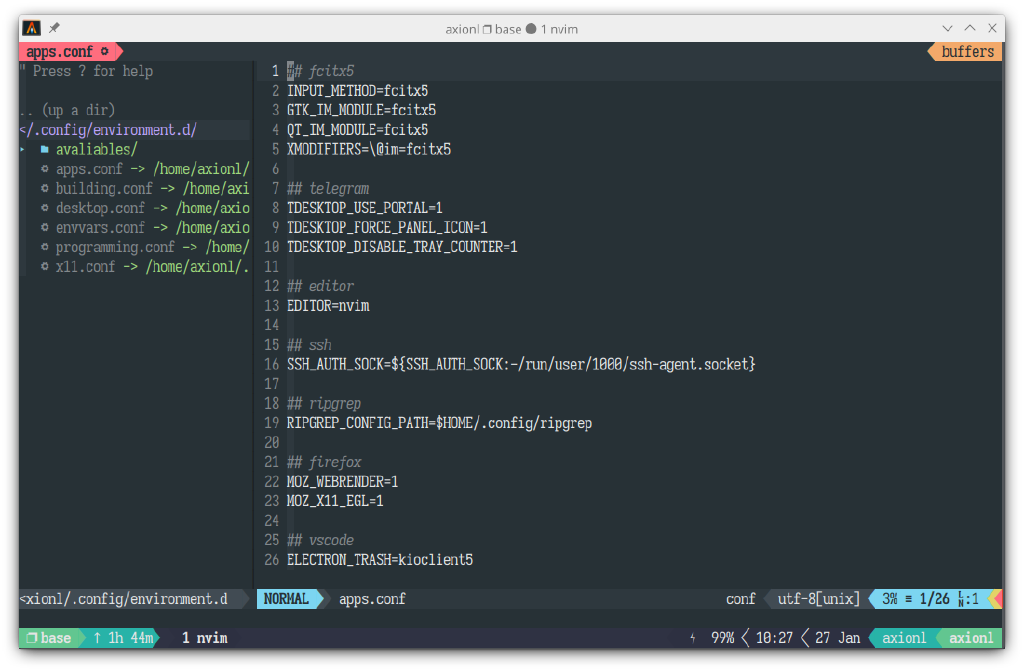 axionl ❐ base ● 1 nvim
apps.conf
buffers
" Press ? for help
.. (up a dir)
</.config/environment.d/
▸ avaliables/
apps.conf -> /home/axionl/
building.conf -> /home/axi
desktop.conf -> /home/axio
envvars.conf -> /home/axio
programming.conf -> /home/
x11.conf -> /home/axionl/.
1 ## fcitx5
2 INPUT_METHOD=fcitx5
3 GTK_IM_MODULE=fcitx5
4 QT_IM_MODULE=fcitx5
5 XMODIFIERS=\@im=fcitx5
6
7 ## telegram
8 TDESKTOP_USE_PORTAL=1
9 TDESKTOP_FORCE_PANEL_ICON=1
10 TDESKTOP_DISABLE_TRAY_COUNTER=1
11
12 ## editor
13 EDITOR=nvim
14
15 ## ssh
16 SSH_AUTH_SOCK=${SSH_AUTH_SOCK:-/run/user/1000/ssh-agent.socket}
17
18 ## ripgrep
19 RIPGREP_CONFIG_PATH=$HOME/.config/ripgrep
20
21 ## firefox
22 MOZ_WEBRENDER=1
23 MOZ_X11_EGL=1
24
25 ## vscode
26 ELECTRON_TRASH=kioclient5
<xionl/.config/environment.d
NORMAL apps.conf
conf utf-8[unix] 3% ≡ 1/26 LN:1
❐ base ↑ 1h 44m 1 nvim
99% 10:27 27 Jan axionl axionl